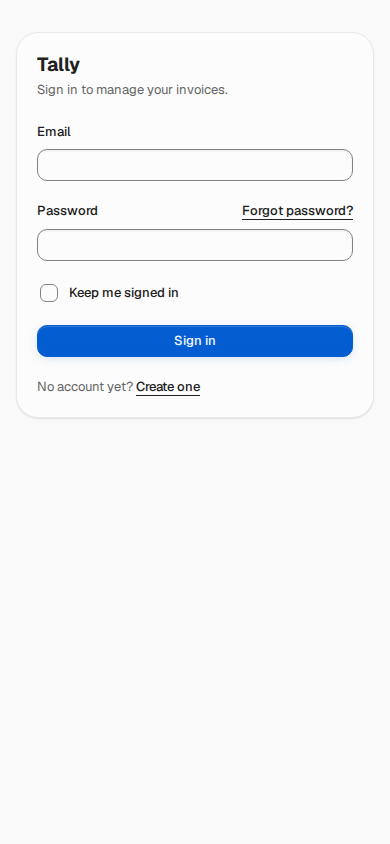 Tally
Sign in to manage your invoices.
Email
Password Forgot password?
Keep me signed in
Sign in
No account yet? Create one